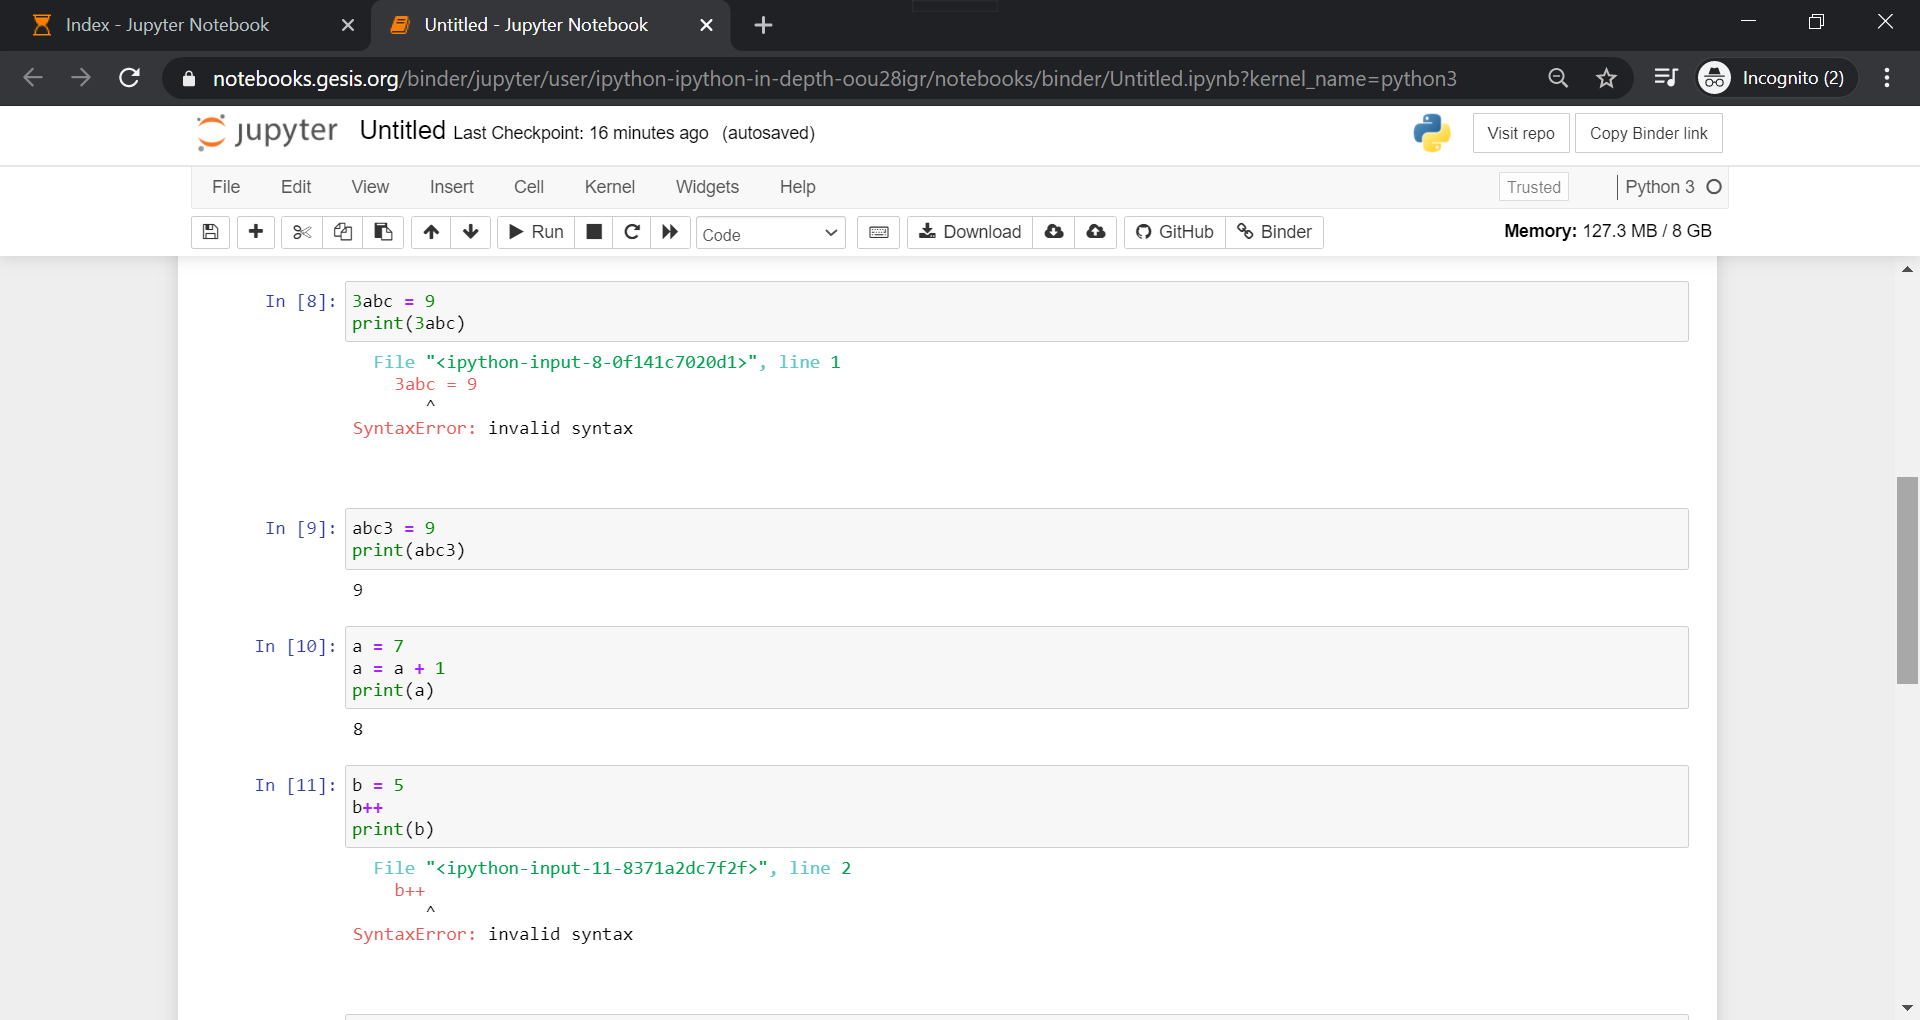 Index - Jupyter Notebook
Untitled - Jupyter Notebook
notebooks.gesis.org/binder/jupyter/user/ipython-ipython-in-depth-oou28igr/notebooks/binder/Untitled.ipynb?kernel_name=python3
Incognito (2)
jupyter Untitled Last Checkpoint: 16 minutes ago (autosaved)
Visit repo Copy Binder link
File Edit View Insert Cell Kernel Widgets Help Trusted Python 3
Run Code Download GitHub Binder Memory: 127.3 MB / 8 GB
In [8]: 3abc = 9
print(3abc)
File "<ipython-input-8-0f141c7020d1>", line 1
3abc = 9
^
SyntaxError: invalid syntax
In [9]: abc3 = 9
print(abc3)
9
In [10]: a = 7
a = a + 1
print(a)
8
In [11]: b = 5
b++
print(b)
File "<ipython-input-11-8371a2dc7f2f>", line 2
b++
^
SyntaxError: invalid syntax